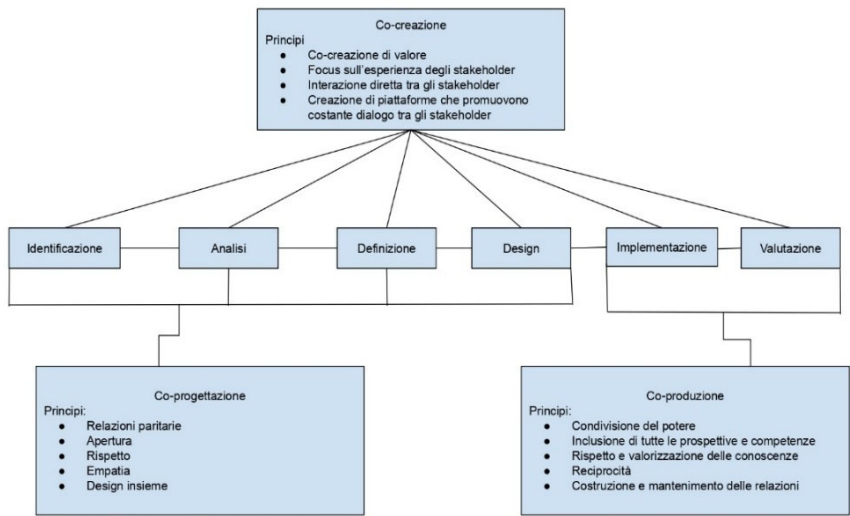 Co-creazione
Principi
● Co-creazione di valore
● Focus sull'esperienza degli stakeholder
● Interazione diretta tra gli stakeholder
● Creazione di piattaforme che promuovono
costante dialogo tra gli stakeholder
Identificazione
Analisi
Definizione
Design
Implementazione
Valutazione
Co-progettazione
Principi:
● Relazioni paritarie
● Apertura
● Rispetto
● Empatia
● Design insieme
Co-produzione
Principi:
● Condivisione del potere
● Inclusione di tutte le prospettive e competenze
● Rispetto e valorizzazione delle conoscenze
● Reciprocità
● Costruzione e mantenimento delle relazioni